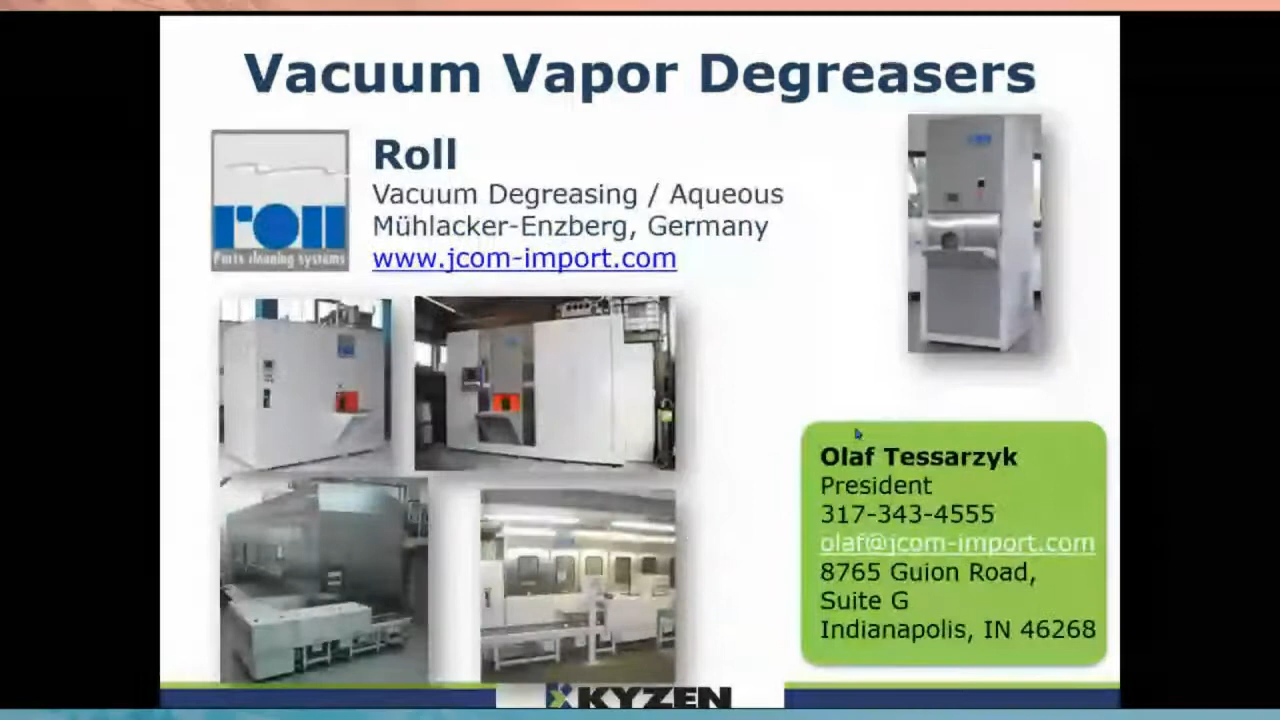 Vacuum Vapor Degreasers
roll
Parts cleaning systems
Roll
Vacuum Degreasing / Aqueous
Mühlacker-Enzberg, Germany
www.jcom-import.com
Olaf Tessarzyk
President
317-343-4555
olaf@jcom-import.com
8765 Guion Road,
Suite G
Indianapolis, IN 46268
KYZEN